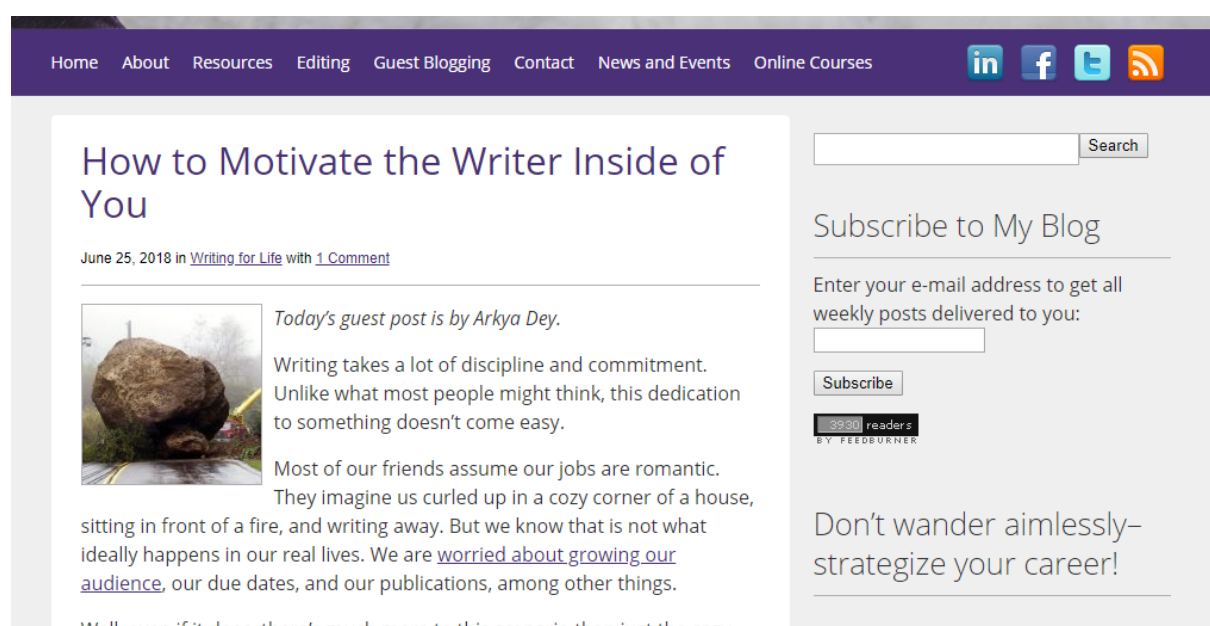 Home About Resources Editing Guest Blogging Contact News and Events Online Courses
in f t
How to Motivate the Writer Inside of
You
June 25, 2018 in Writing for Life with 1 Comment
Today's guest post is by Arkya Dey.
Writing takes a lot of discipline and commitment.
Unlike what most people might think, this dedication
to something doesn't come easy.
Most of our friends assume our jobs are romantic.
They imagine us curled up in a cozy corner of a house,
sitting in front of a fire, and writing away. But we know that is not what
ideally happens in our real lives. We are worried about growing our
audience, our due dates, and our publications, among other things.
Search
Subscribe to My Blog
Enter your e-mail address to get all
weekly posts delivered to you:
Subscribe
3930 readers
BY FEEDBURNER
Don't wander aimlessly–
strategize your career!